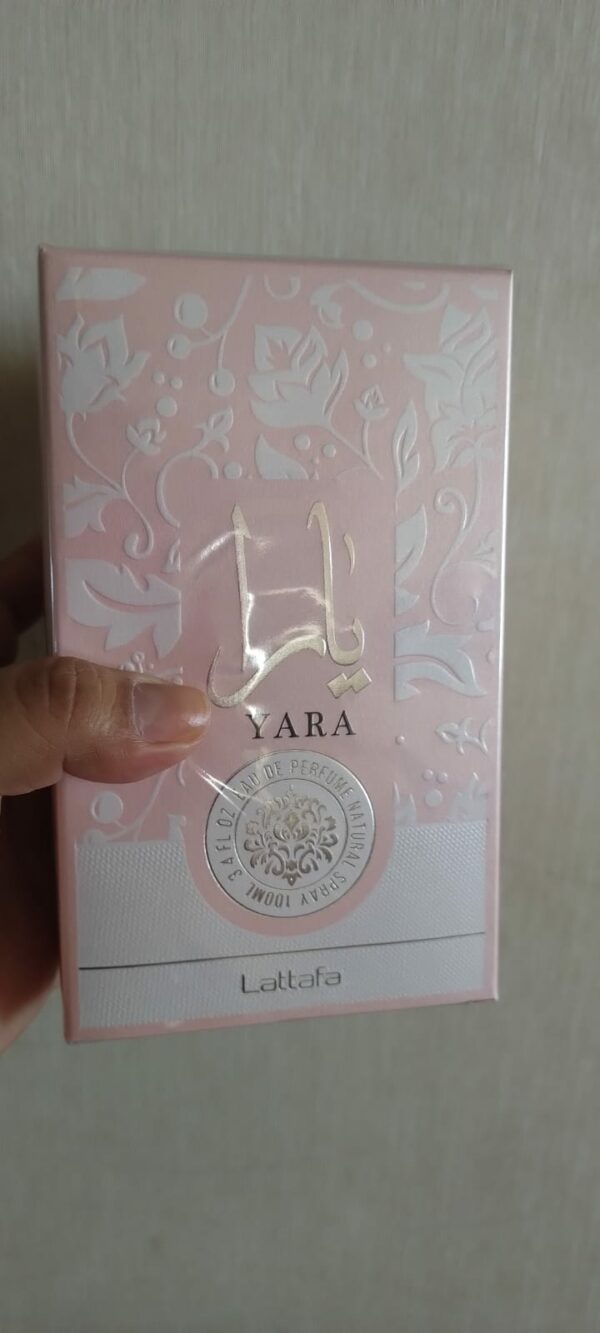 يارا
YARA
EAU DE PERFUME NATURAL SPRAY 100ML 3.4 FL OZ
Lattafa